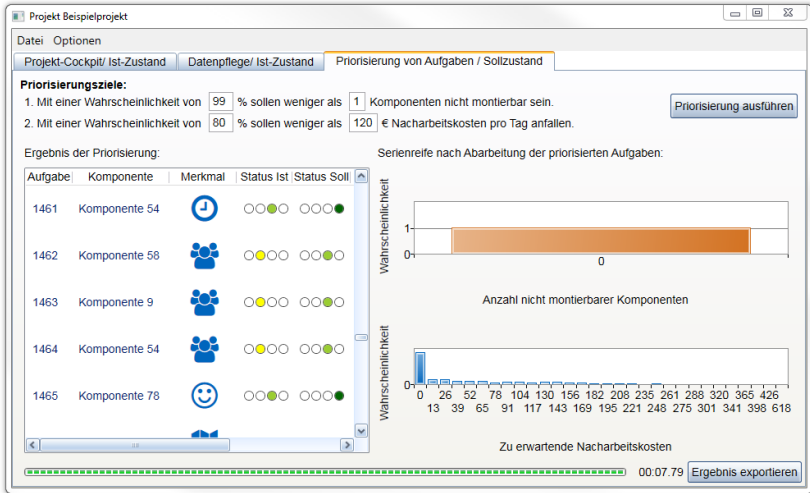 Projekt Beispielprojekt
Datei Optionen
Projekt-Cockpit/ Ist-Zustand Datenpflege/ Ist-Zustand Priorisierung von Aufgaben / Sollzustand
Priorisierungsziele:
1. Mit einer Wahrscheinlichkeit von 99 % sollen weniger als 1 Komponenten nicht montierbar sein.
2. Mit einer Wahrscheinlichkeit von 80 % sollen weniger als 120 € Nacharbeitskosten pro Tag anfallen.
Priorisierung ausführen
Ergebnis der Priorisierung:
Aufgabe Komponente Merkmal Status Ist Status Soll
1461 Komponente 54
1462 Komponente 58
1463 Komponente 9
1464 Komponente 54
1465 Komponente 78
Serienreife nach Abarbeitung der priorisierten Aufgaben:
Wahrscheinlichkeit
1
0
0
Anzahl nicht montierbarer Komponenten
Wahrscheinlichkeit
0
0 26 52 78 104 130 156 182 208 235 261 288 320 365 426
13 39 65 91 117 143 169 195 221 248 275 301 341 398 618
Zu erwartende Nacharbeitskosten
00:07.79 Ergebnis exportieren